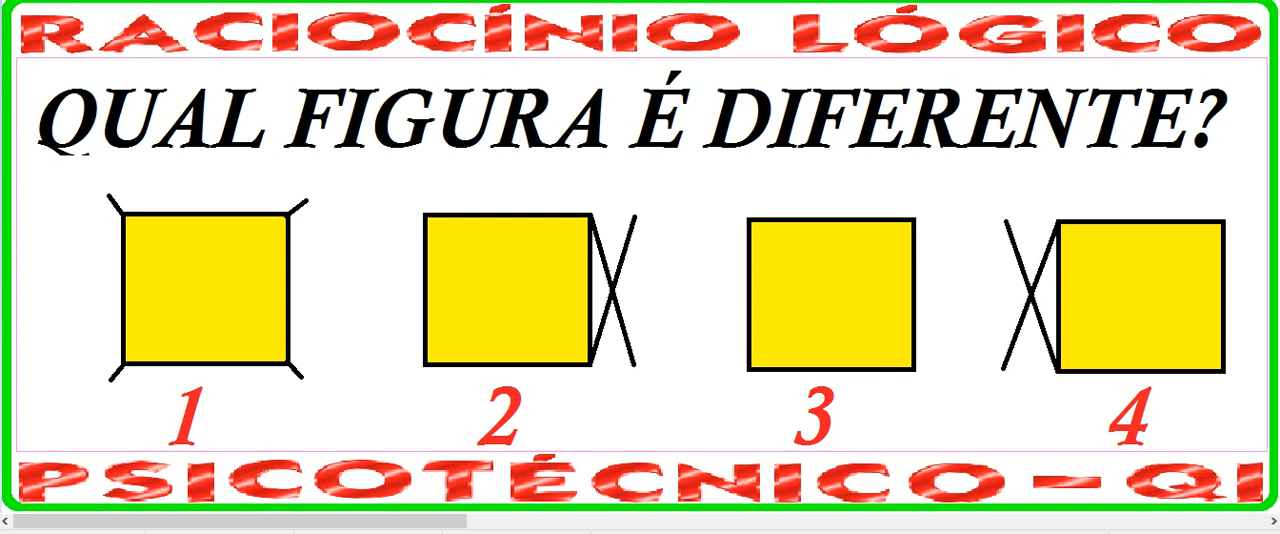 RACIOCÍNIO LÓGICO
QUAL FIGURA É DIFERENTE?
1 2 3 4
PSICOTÉCNICO - QI